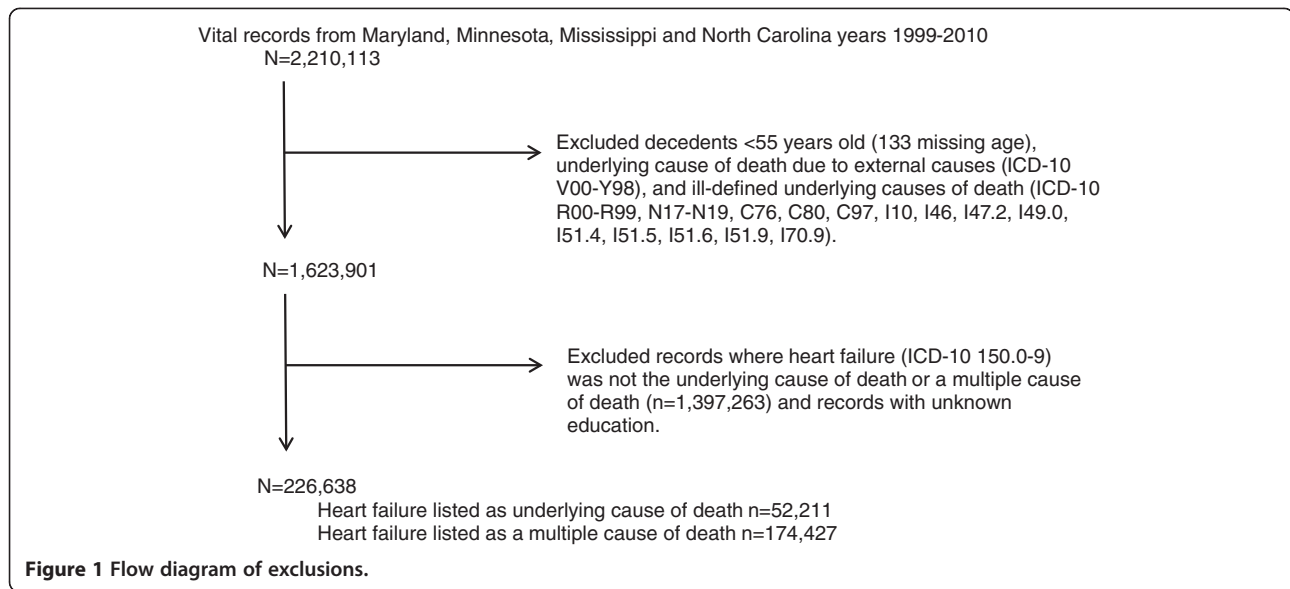 Vital records from Maryland, Minnesota, Mississippi and North Carolina years 1999-2010
N=2,210,113
Excluded decedents <55 years old (133 missing age),
underlying cause of death due to external causes (ICD-10
V00-Y98), and ill-defined underlying causes of death (ICD-10
R00-R99, N17-N19, C76, C80, C97, I10, I46, I47.2, I49.0,
I51.4, I51.5, I51.6, I51.9, I70.9).
N=1,623,901
Excluded records where heart failure (ICD-10 150.0-9)
was not the underlying cause of death or a multiple cause
of death (n=1,397,263) and records with unknown
education.
N=226,638
Heart failure listed as underlying cause of death n=52,211
Heart failure listed as a multiple cause of death n=174,427
Figure 1 Flow diagram of exclusions.